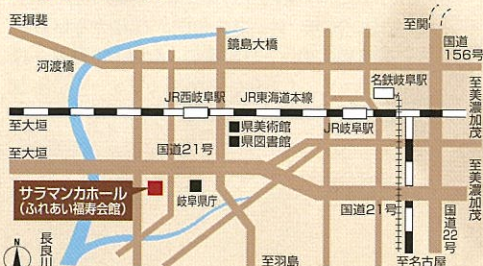 至揖斐
至関
鏡島大橋
国道
156号
河渡橋
名鉄岐阜駅
JR西岐阜駅
JR東海道本線
至美濃加茂
至大垣
県美術館
県図書館
JR岐阜駅
至大垣
国道21号
至美濃加茂
サラマンカホール
(ふれあい福寿会館)
岐阜県庁
国道21号
国道22号
N
長良川
至羽島
至名古屋